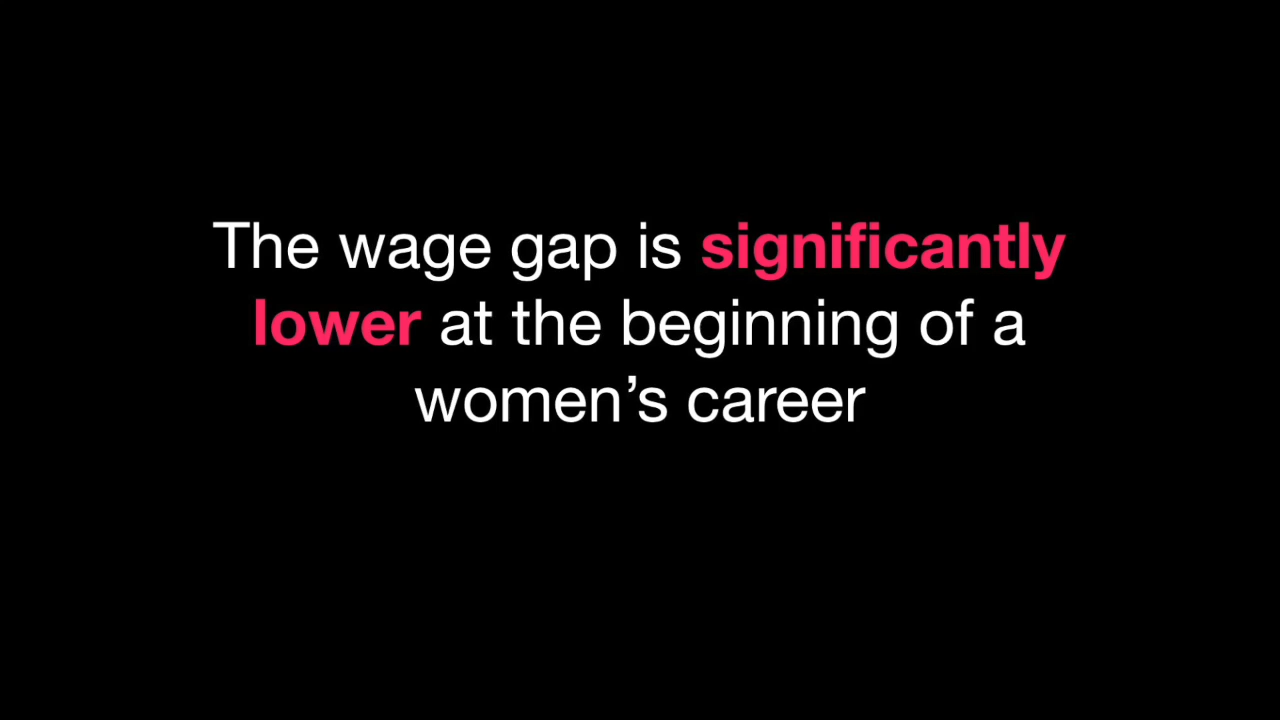 The wage gap is significantly
lower at the beginning of a
women’s career